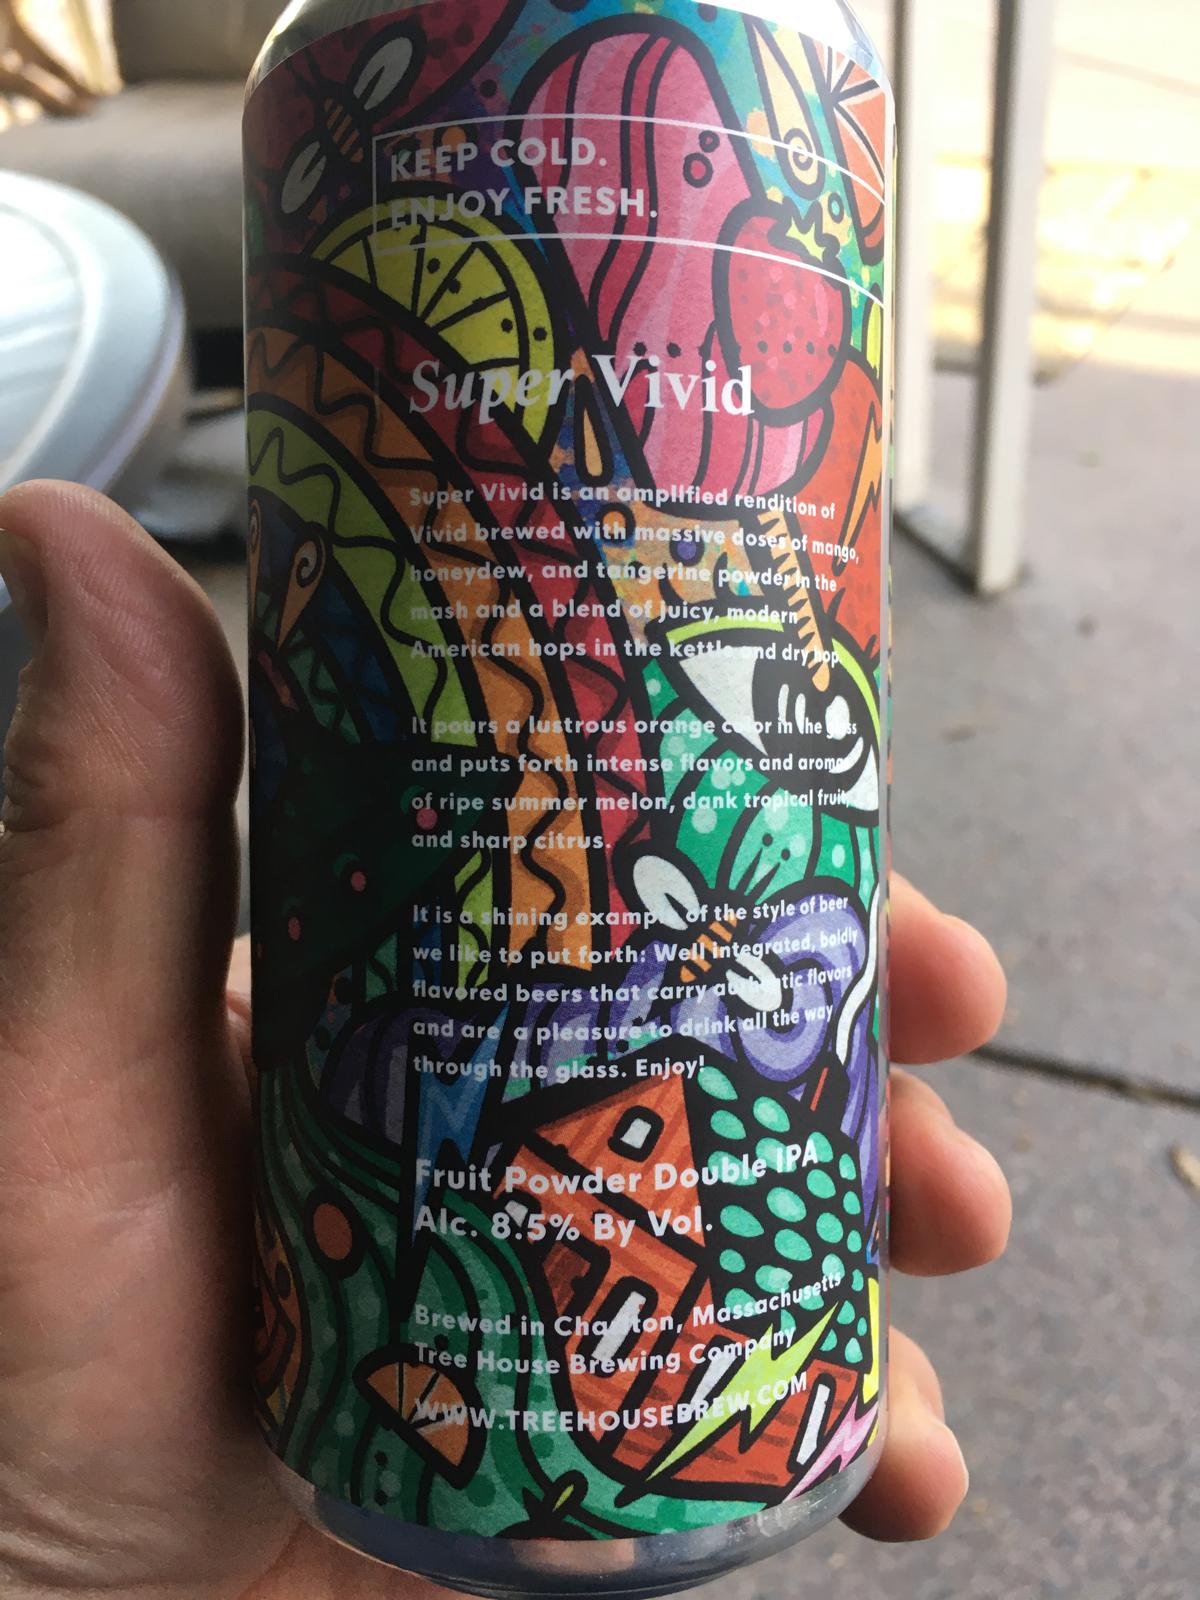 KEEP COLD.
ENJOY FRESH.
Super Vivid
Super Vivid is an amplified rendition of
Vivid brewed with massive doses of mango,
honeydew, and tangerine powder in the
mash and a blend of juicy, modern
American hops in the kettle and dry hop.
It pours a lustrous orange color in the glass
and puts forth intense flavors and aromas
of ripe summer melon, dank tropical fruit,
and sharp citrus.
It is a shining example of the style of beer
we like to put forth: Well integrated, boldly
flavored beers that carry authentic flavors
and are a pleasure to drink all the way
through the glass. Enjoy!
Fruit Powder Double IPA
Alc. 8.5% By Vol.
Brewed in Charlton, Massachusetts
Tree House Brewing Company
WWW.TREEHOUSEBREW.COM